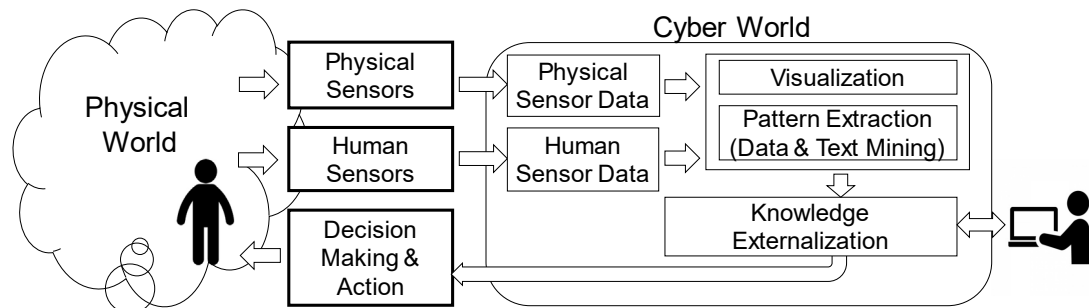 Cyber World
Physical
World
Physical
Sensors
Human
Sensors
Decision
Making &
Action
Physical
Sensor Data
Human
Sensor Data
Visualization
Pattern Extraction
(Data & Text Mining)
Knowledge
Externalization